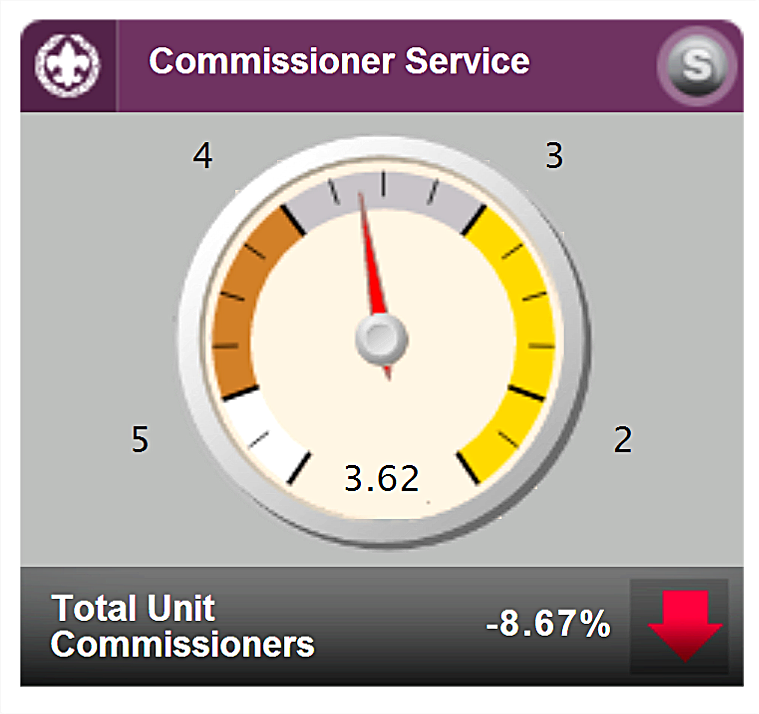 Commissioner Service
S
4
3
5
2
3.62
Total Unit
Commissioners
-8.67%